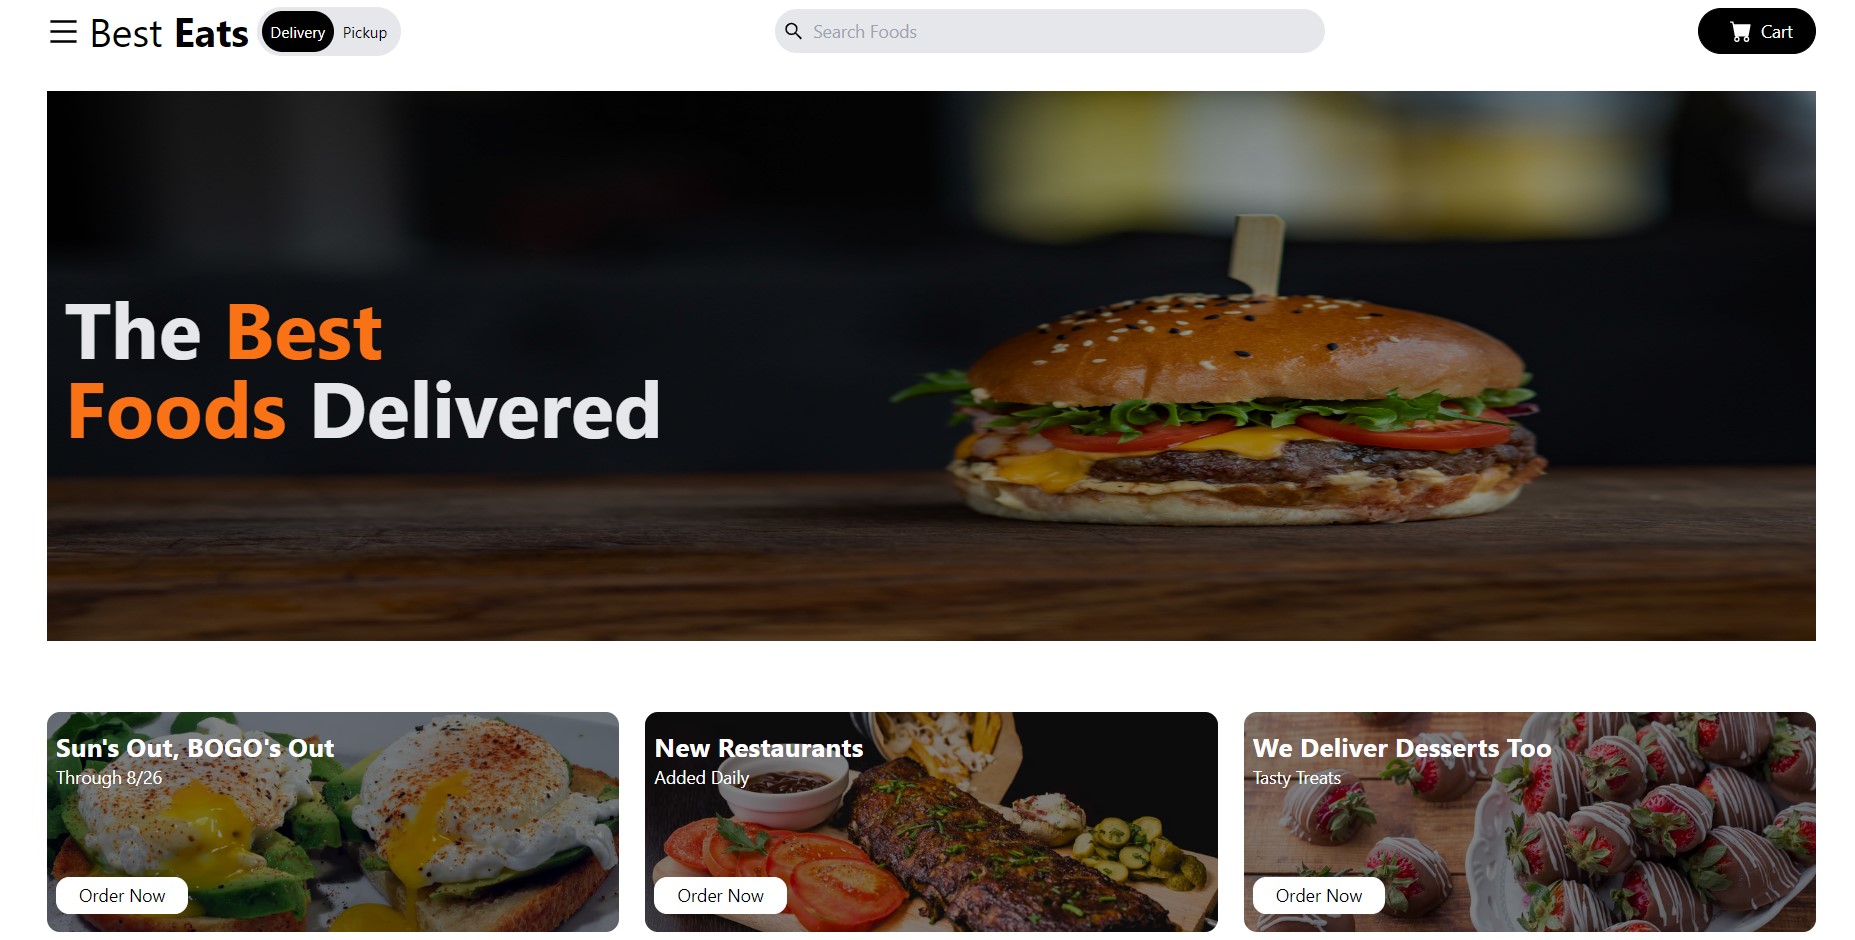 Best Eats
Delivery
Pickup
Search Foods
Cart
The Best
Foods Delivered
Sun's Out, BOGO's Out
Through 8/26
Order Now
New Restaurants
Added Daily
Order Now
We Deliver Desserts Too
Tasty Treats
Order Now